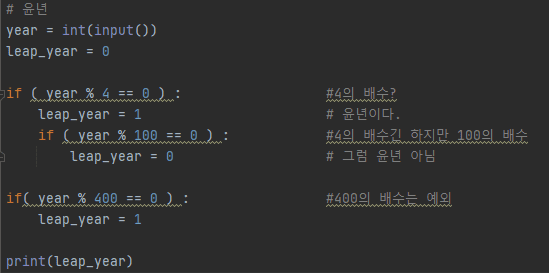 # 윤년
year = int(input())
leap_year = 0
if ( year % 4 == 0 ) : #4의 배수?
leap_year = 1 # 윤년이다.
if ( year % 100 == 0 ) : #4의 배수긴 하지만 100의 배수
leap_year = 0 # 그럼 윤년 아님
if( year % 400 == 0 ) : #400의 배수는 예외
leap_year = 1
print(leap_year)